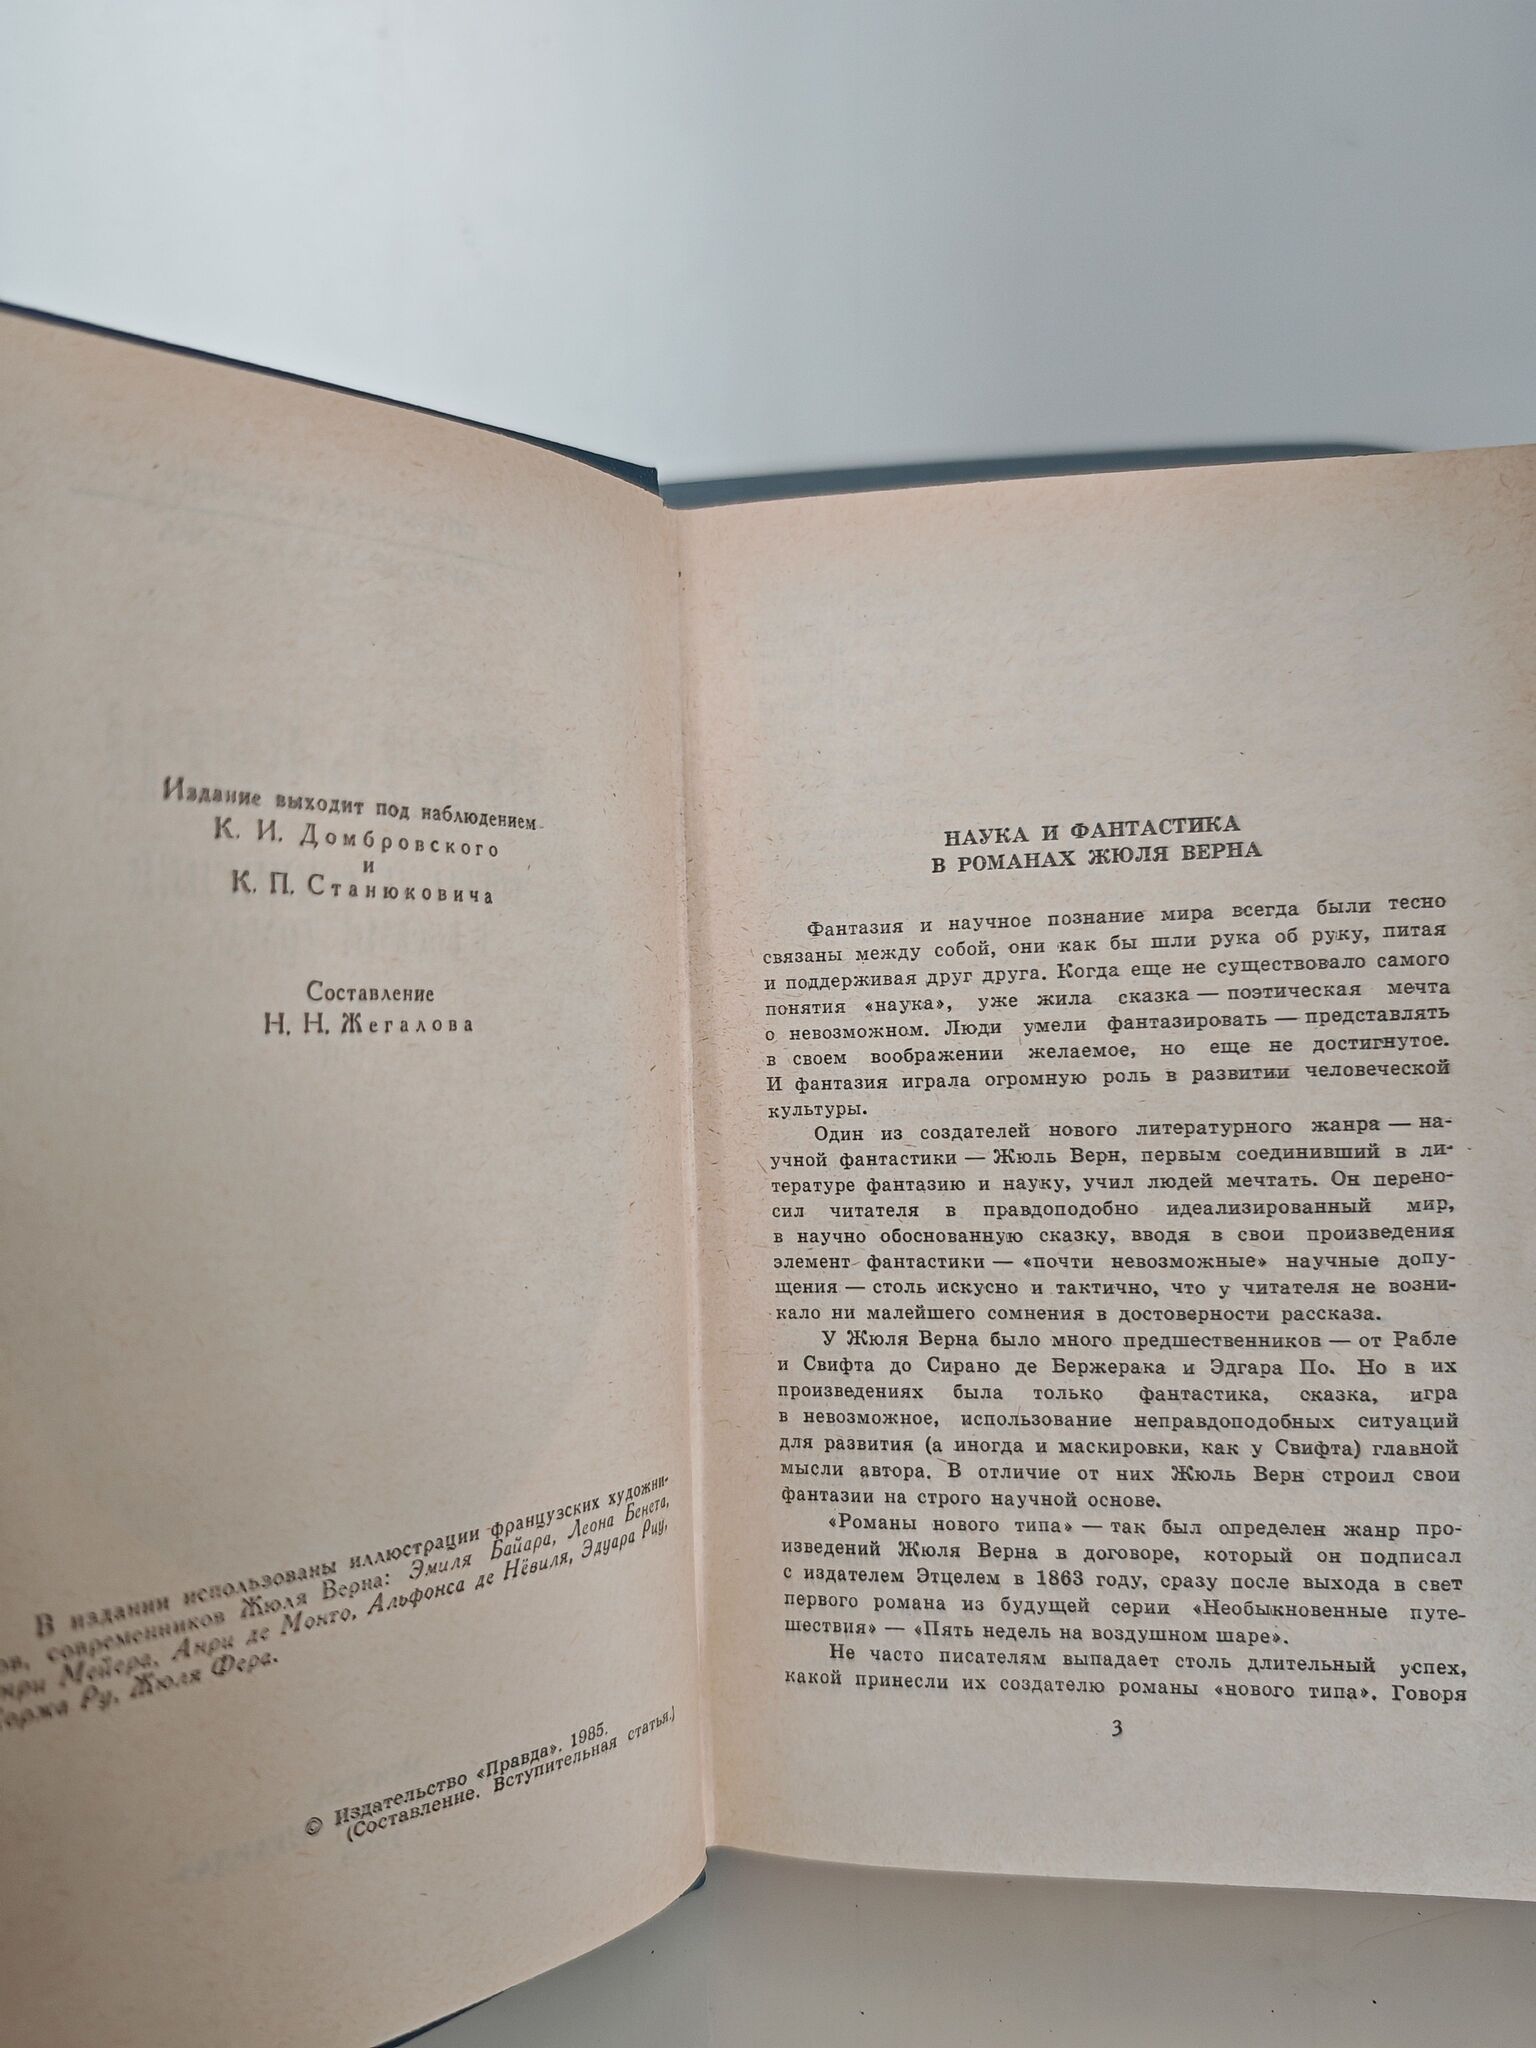 Издание выходит под наблюдением
К. И. Домбровского
и
К. П. Станюковича
Составление
Н. Н. Жегалова
В издании использованы иллюстрации французских художни-
ов, современников Жюля Верна: Эмиля Байара, Леона Бенета,
нри Мейера, Анри де Монто, Альфонса де Нёвиля, Эдуара Риу,
оржа Ру, Жюля Фера.
© Издательство «Правда». 1985.
(Составление. Вступительная статья.)
НАУКА И ФАНТАСТИКА
В РОМАНАХ ЖЮЛЯ ВЕРНА
Фантазия и научное познание мира всегда были тесно
связаны между собой, они как бы шли рука об руку, питая
и поддерживая друг друга. Когда еще не существовало самого
понятия «наука», уже жила сказка — поэтическая мечта
о невозможном. Люди умели фантазировать — представлять
в своем воображении желаемое, но еще не достигнутое.
И фантазия играла огромную роль в развитии человеческой
культуры.
Один из создателей нового литературного жанра — на-
учной фантастики — Жюль Верн, первым соединивший в ли-
тературе фантазию и науку, учил людей мечтать. Он перено-
сил читателя в правдоподобно идеализированный мир,
в научно обоснованную сказку, вводя в свои произведения
элемент фантастики — «почти невозможные» научные допу-
щения — столь искусно и тактично, что у читателя не возни-
кало ни малейшего сомнения в достоверности рассказа.
У Жюля Верна было много предшественников — от Рабле
и Свифта до Сирано де Бержерака и Эдгара По. Но в их
произведениях была только фантастика, сказка, игра
в невозможное, использование неправдоподобных ситуаций
для развития (а иногда и маскировки, как у Свифта) главной
мысли автора. В отличие от них Жюль Верн строил свои
фантазии на строго научной основе.
«Романы нового типа» — так был определен жанр про-
изведений Жюля Верна в договоре, который он подписал
с издателем Этцелем в 1863 году, сразу после выхода в свет
первого романа из будущей серии «Необыкновенные путе-
шествия» — «Пять недель на воздушном шаре».
Не часто писателям выпадает столь длительный успех,
какой принесли их создателю романы «нового типа». Говоря
3